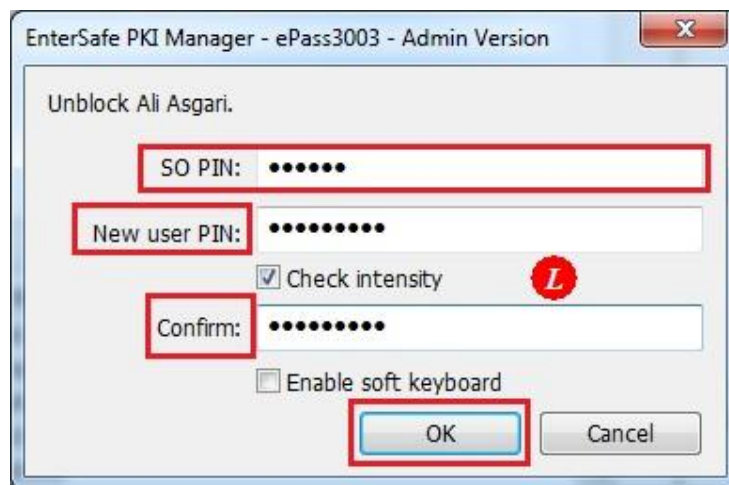 EnterSafe PKI Manager - ePass3003 - Admin Version
Unblock Ali Asgari.
SO PIN: ••••••
New user PIN: •••••••••
Check intensity
L
Confirm: •••••••••
Enable soft keyboard
OK Cancel